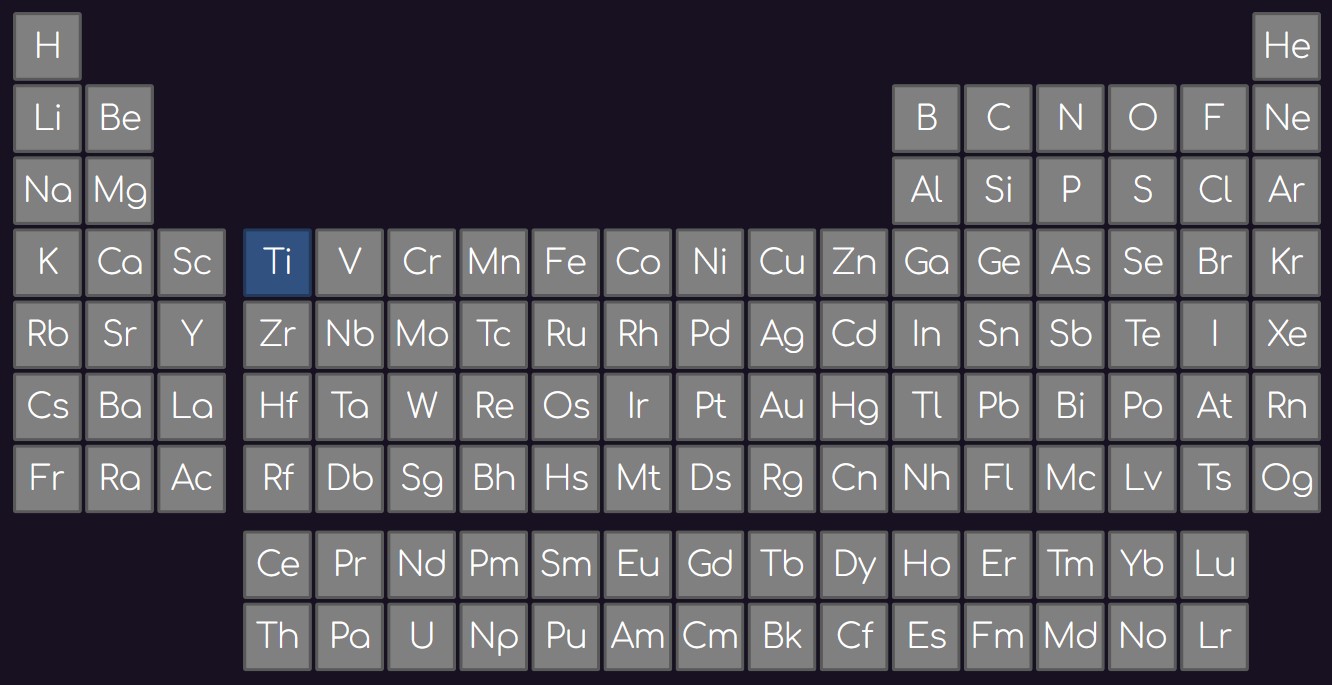 H He
Li Be B C N O F Ne
Na Mg Al Si P S Cl Ar
K Ca Sc Ti V Cr Mn Fe Co Ni Cu Zn Ga Ge As Se Br Kr
Rb Sr Y Zr Nb Mo Tc Ru Rh Pd Ag Cd In Sn Sb Te I Xe
Cs Ba La Hf Ta W Re Os Ir Pt Au Hg Tl Pb Bi Po At Rn
Fr Ra Ac Rf Db Sg Bh Hs Mt Ds Rg Cn Nh Fl Mc Lv Ts Og
Ce Pr Nd Pm Sm Eu Gd Tb Dy Ho Er Tm Yb Lu
Th Pa U Np Pu Am Cm Bk Cf Es Fm Md No Lr